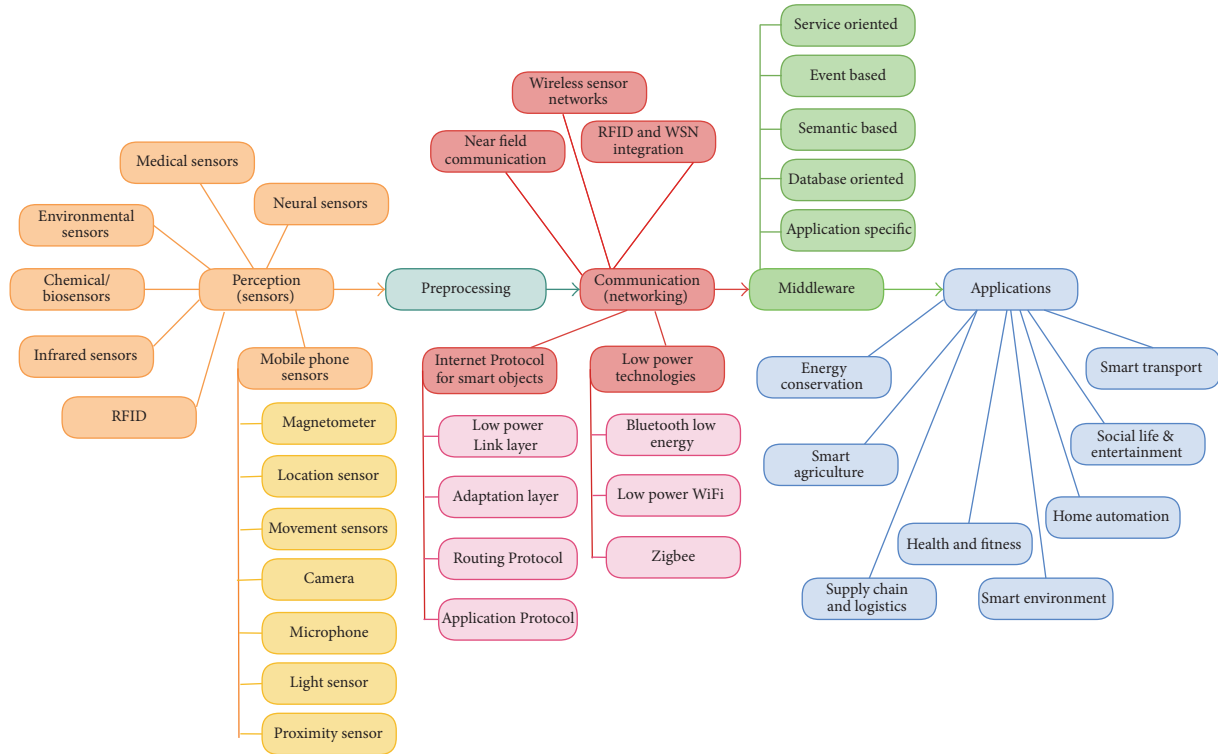 Medical sensors
Neural sensors
Environmental
sensors
Chemical/
biosensors
Infrared sensors
RFID
Perception
(sensors)
Mobile phone
sensors
Magnetometer
Location sensor
Movement sensors
Camera
Microphone
Light sensor
Proximity sensor
Preprocessing
Wireless sensor
networks
Near field
communication
RFID and WSN
integration
Communication
(networking)
Internet Protocol
for smart objects
Low power
Link layer
Adaptation layer
Routing Protocol
Application Protocol
Low power
technologies
Bluetooth low
energy
Low power WiFi
Zigbee
Service oriented
Event based
Semantic based
Database oriented
Application specific
Middleware
Applications
Energy
conservation
Smart
agriculture
Supply chain
and logistics
Health and fitness
Smart environment
Home automation
Social life &
entertainment
Smart transport